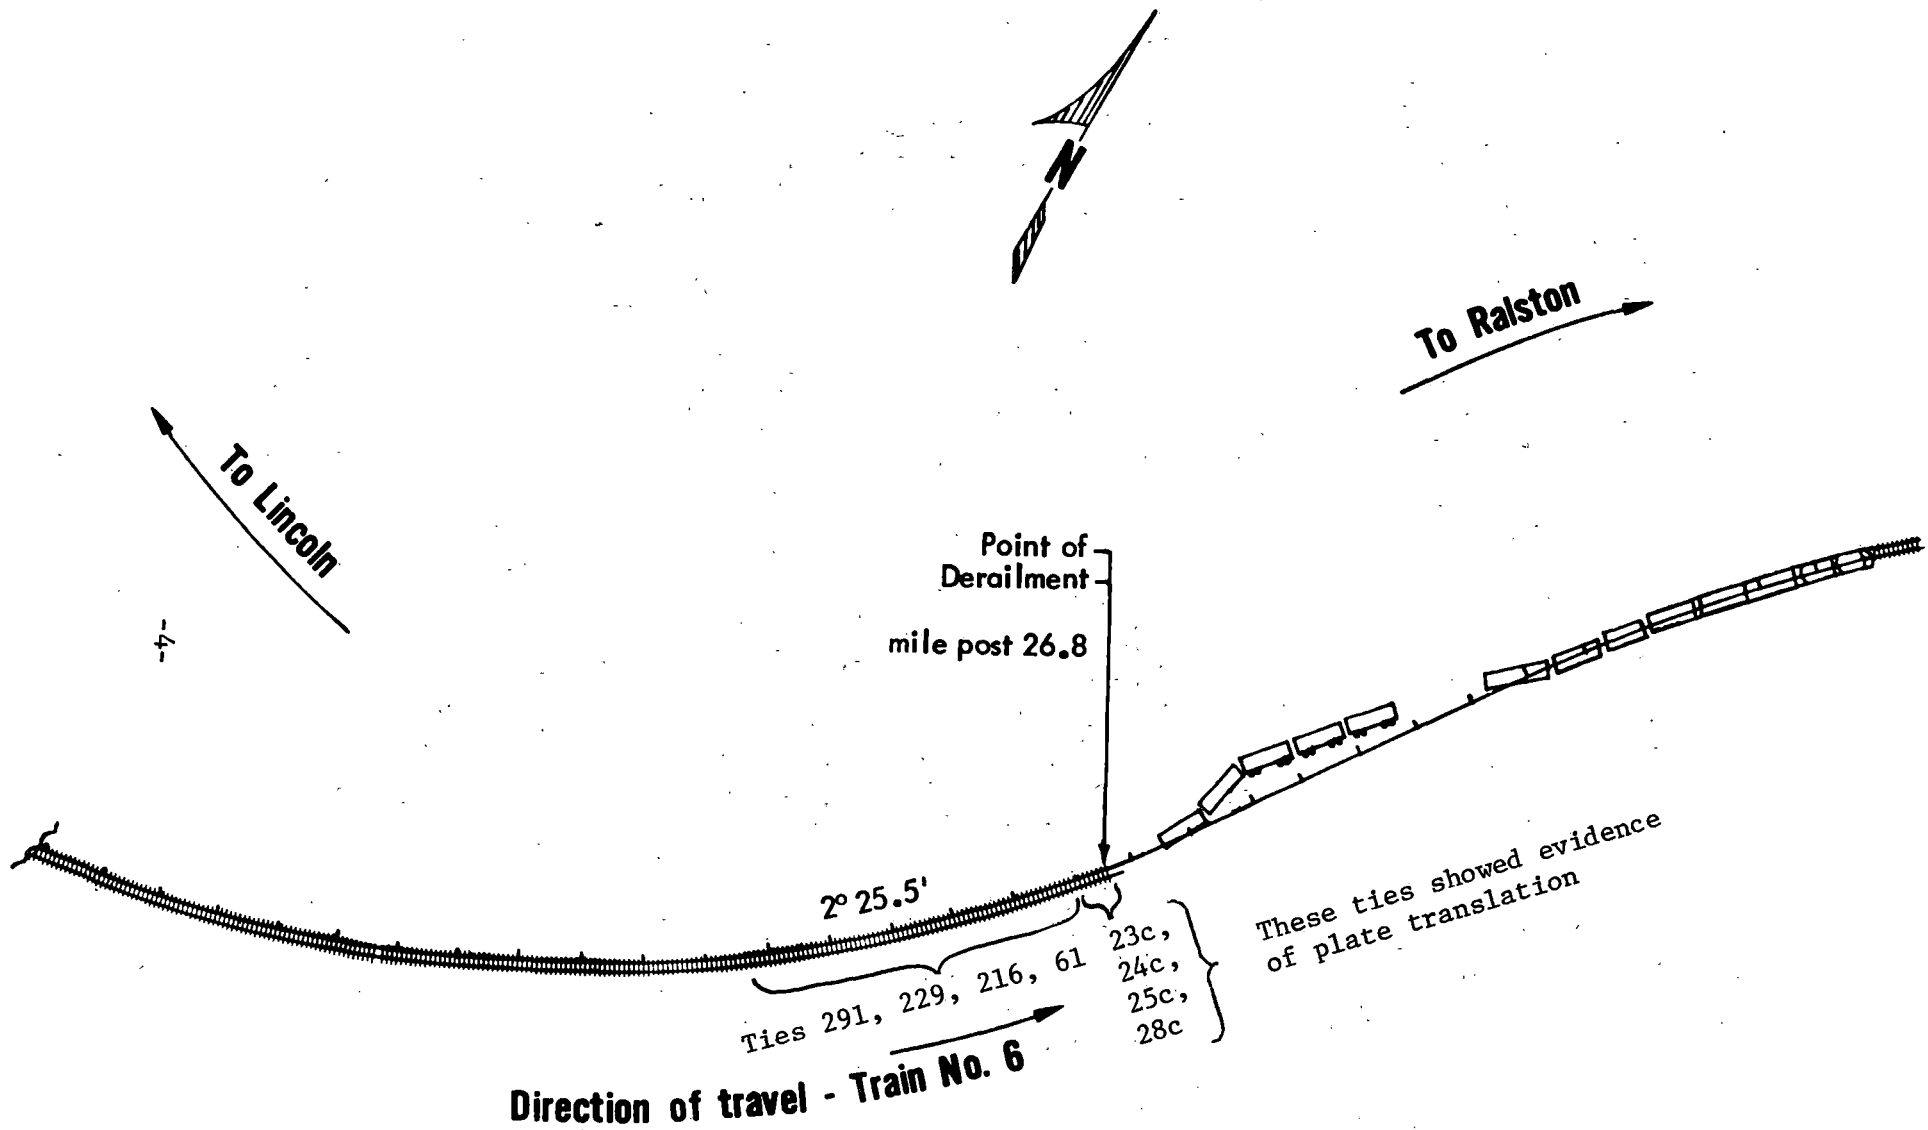 N
To Ralston
To Lincoln
Point of
Derailment
mile post 26.8
-4-
2° 25.5'
Ties 291, 229, 216, 61
23c,
24c,
25c,
28c
These ties showed evidence
of plate translation
Direction of travel - Train No. 6